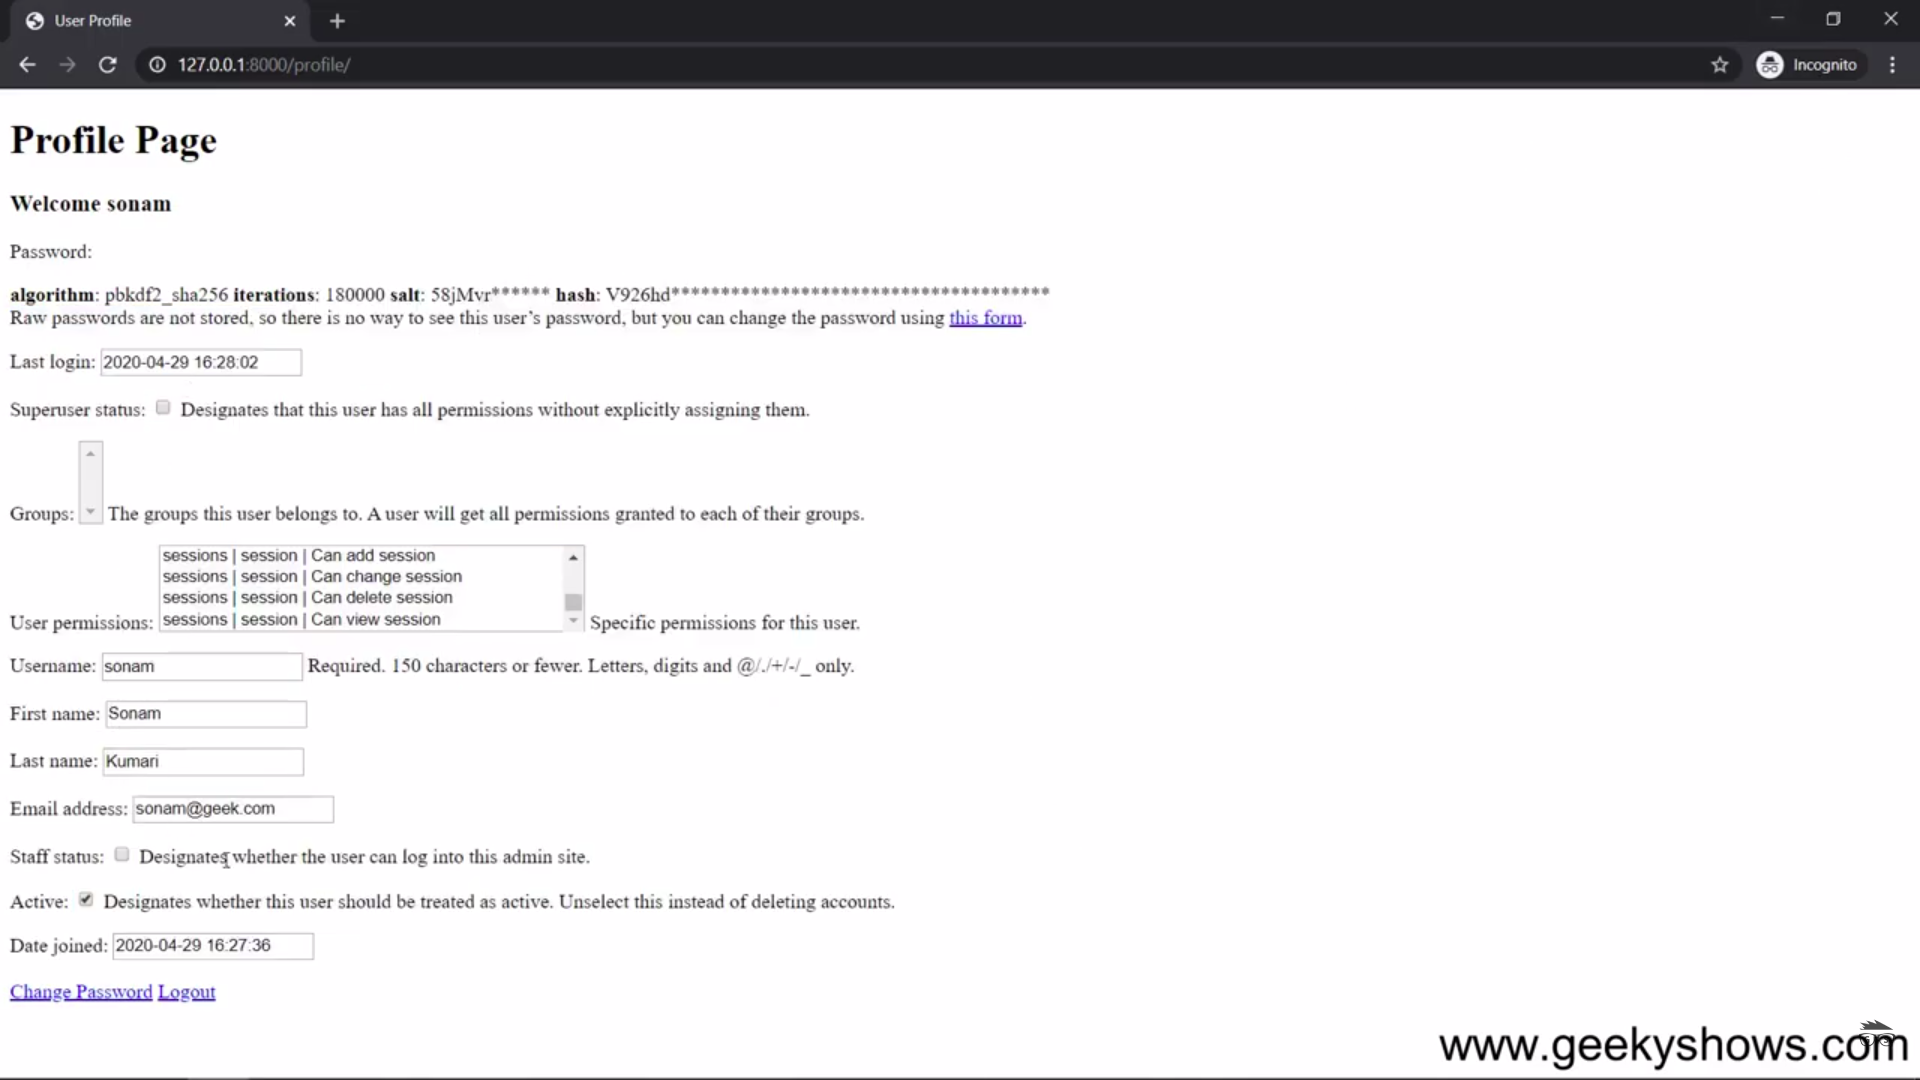 User Profile
127.0.0.1:8000/profile/
Incognito
Profile Page
Welcome sonam
Password:
algorithm: pbkdf2_sha256 iterations: 180000 salt: 58jMvr****** hash: V926hd**************************************
Raw passwords are not stored, so there is no way to see this user’s password, but you can change the password using this form.
Last login: 2020-04-29 16:28:02
Superuser status: Designates that this user has all permissions without explicitly assigning them.
Groups: The groups this user belongs to. A user will get all permissions granted to each of their groups.
sessions | session | Can add session
sessions | session | Can change session
sessions | session | Can delete session
sessions | session | Can view session
User permissions: Specific permissions for this user.
Username: sonam Required. 150 characters or fewer. Letters, digits and @/./+/-/_ only.
First name: Sonam
Last name: Kumari
Email address: sonam@geek.com
Staff status: Designates whether the user can log into this admin site.
Active: Designates whether this user should be treated as active. Unselect this instead of deleting accounts.
Date joined: 2020-04-29 16:27:36
Change Password Logout
www.geekyshows.com